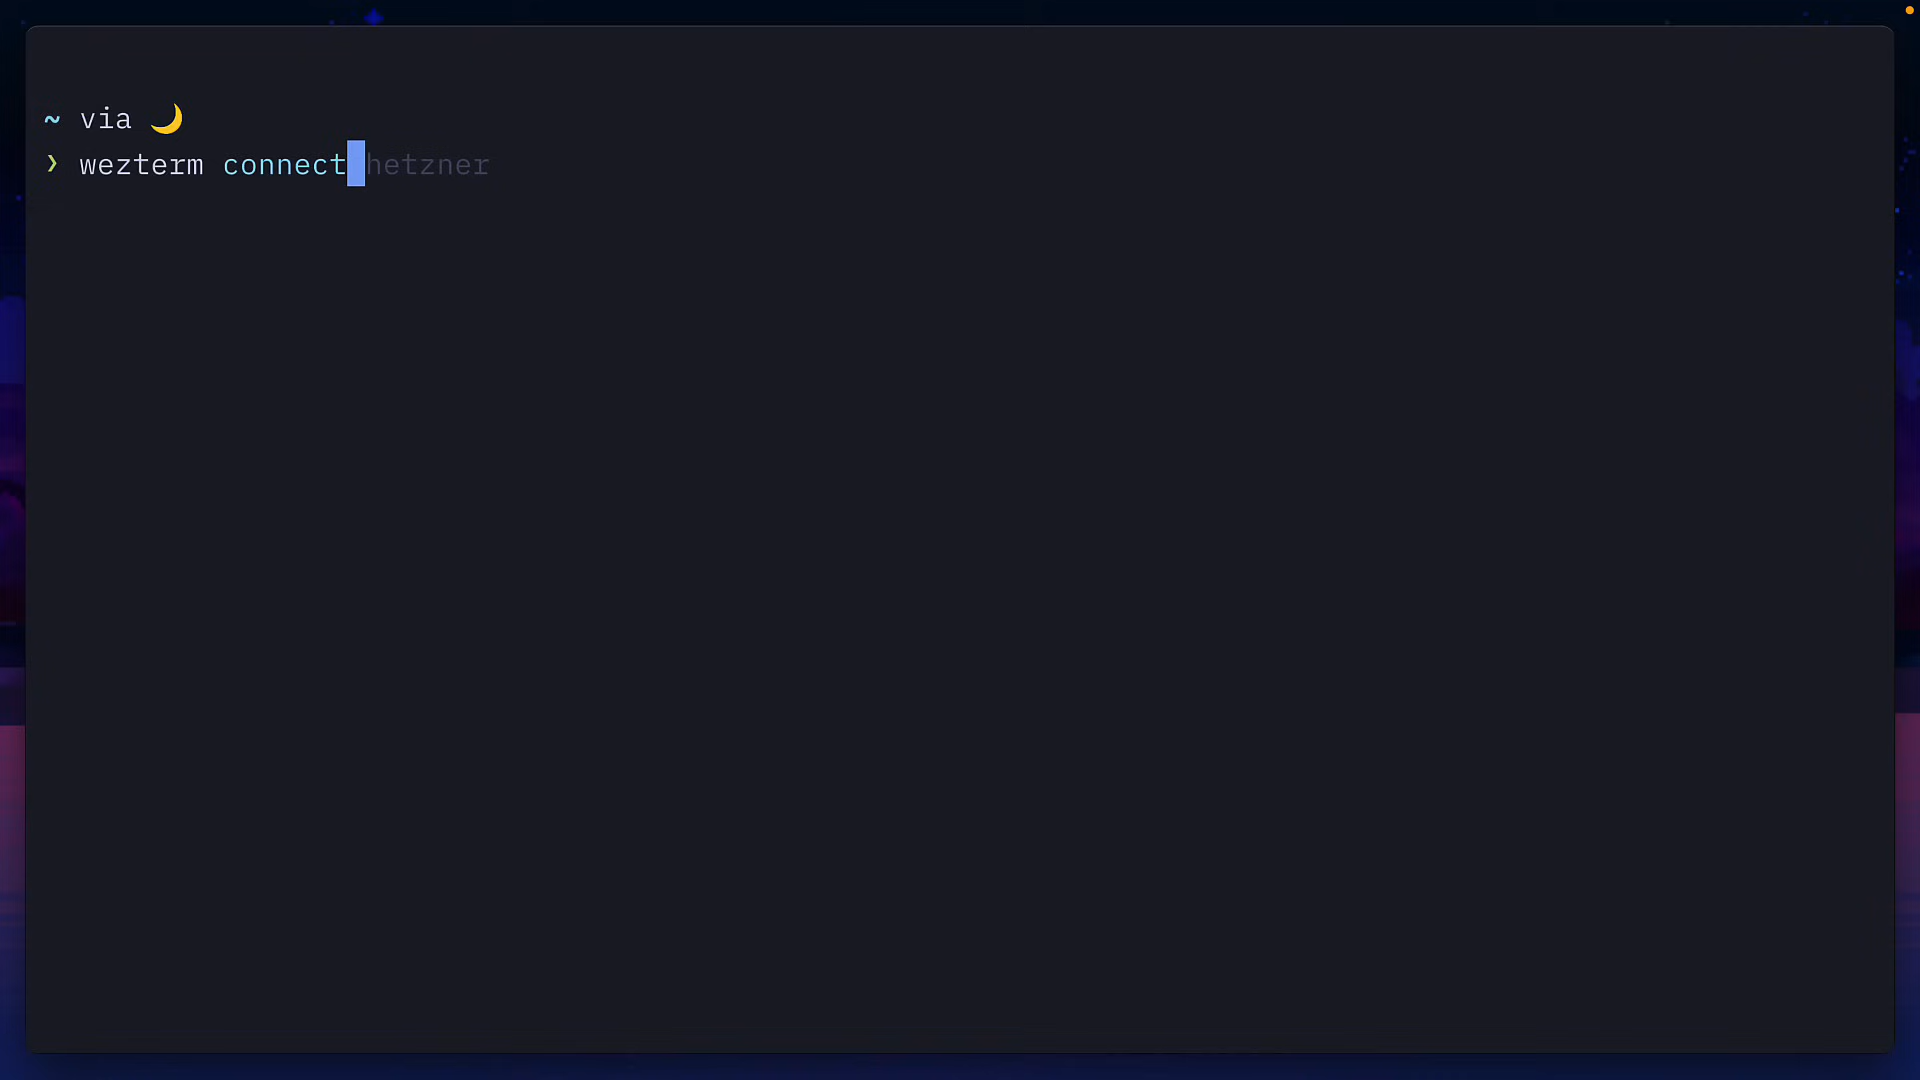 ~ via 🌙
❯ wezterm connect hetzner